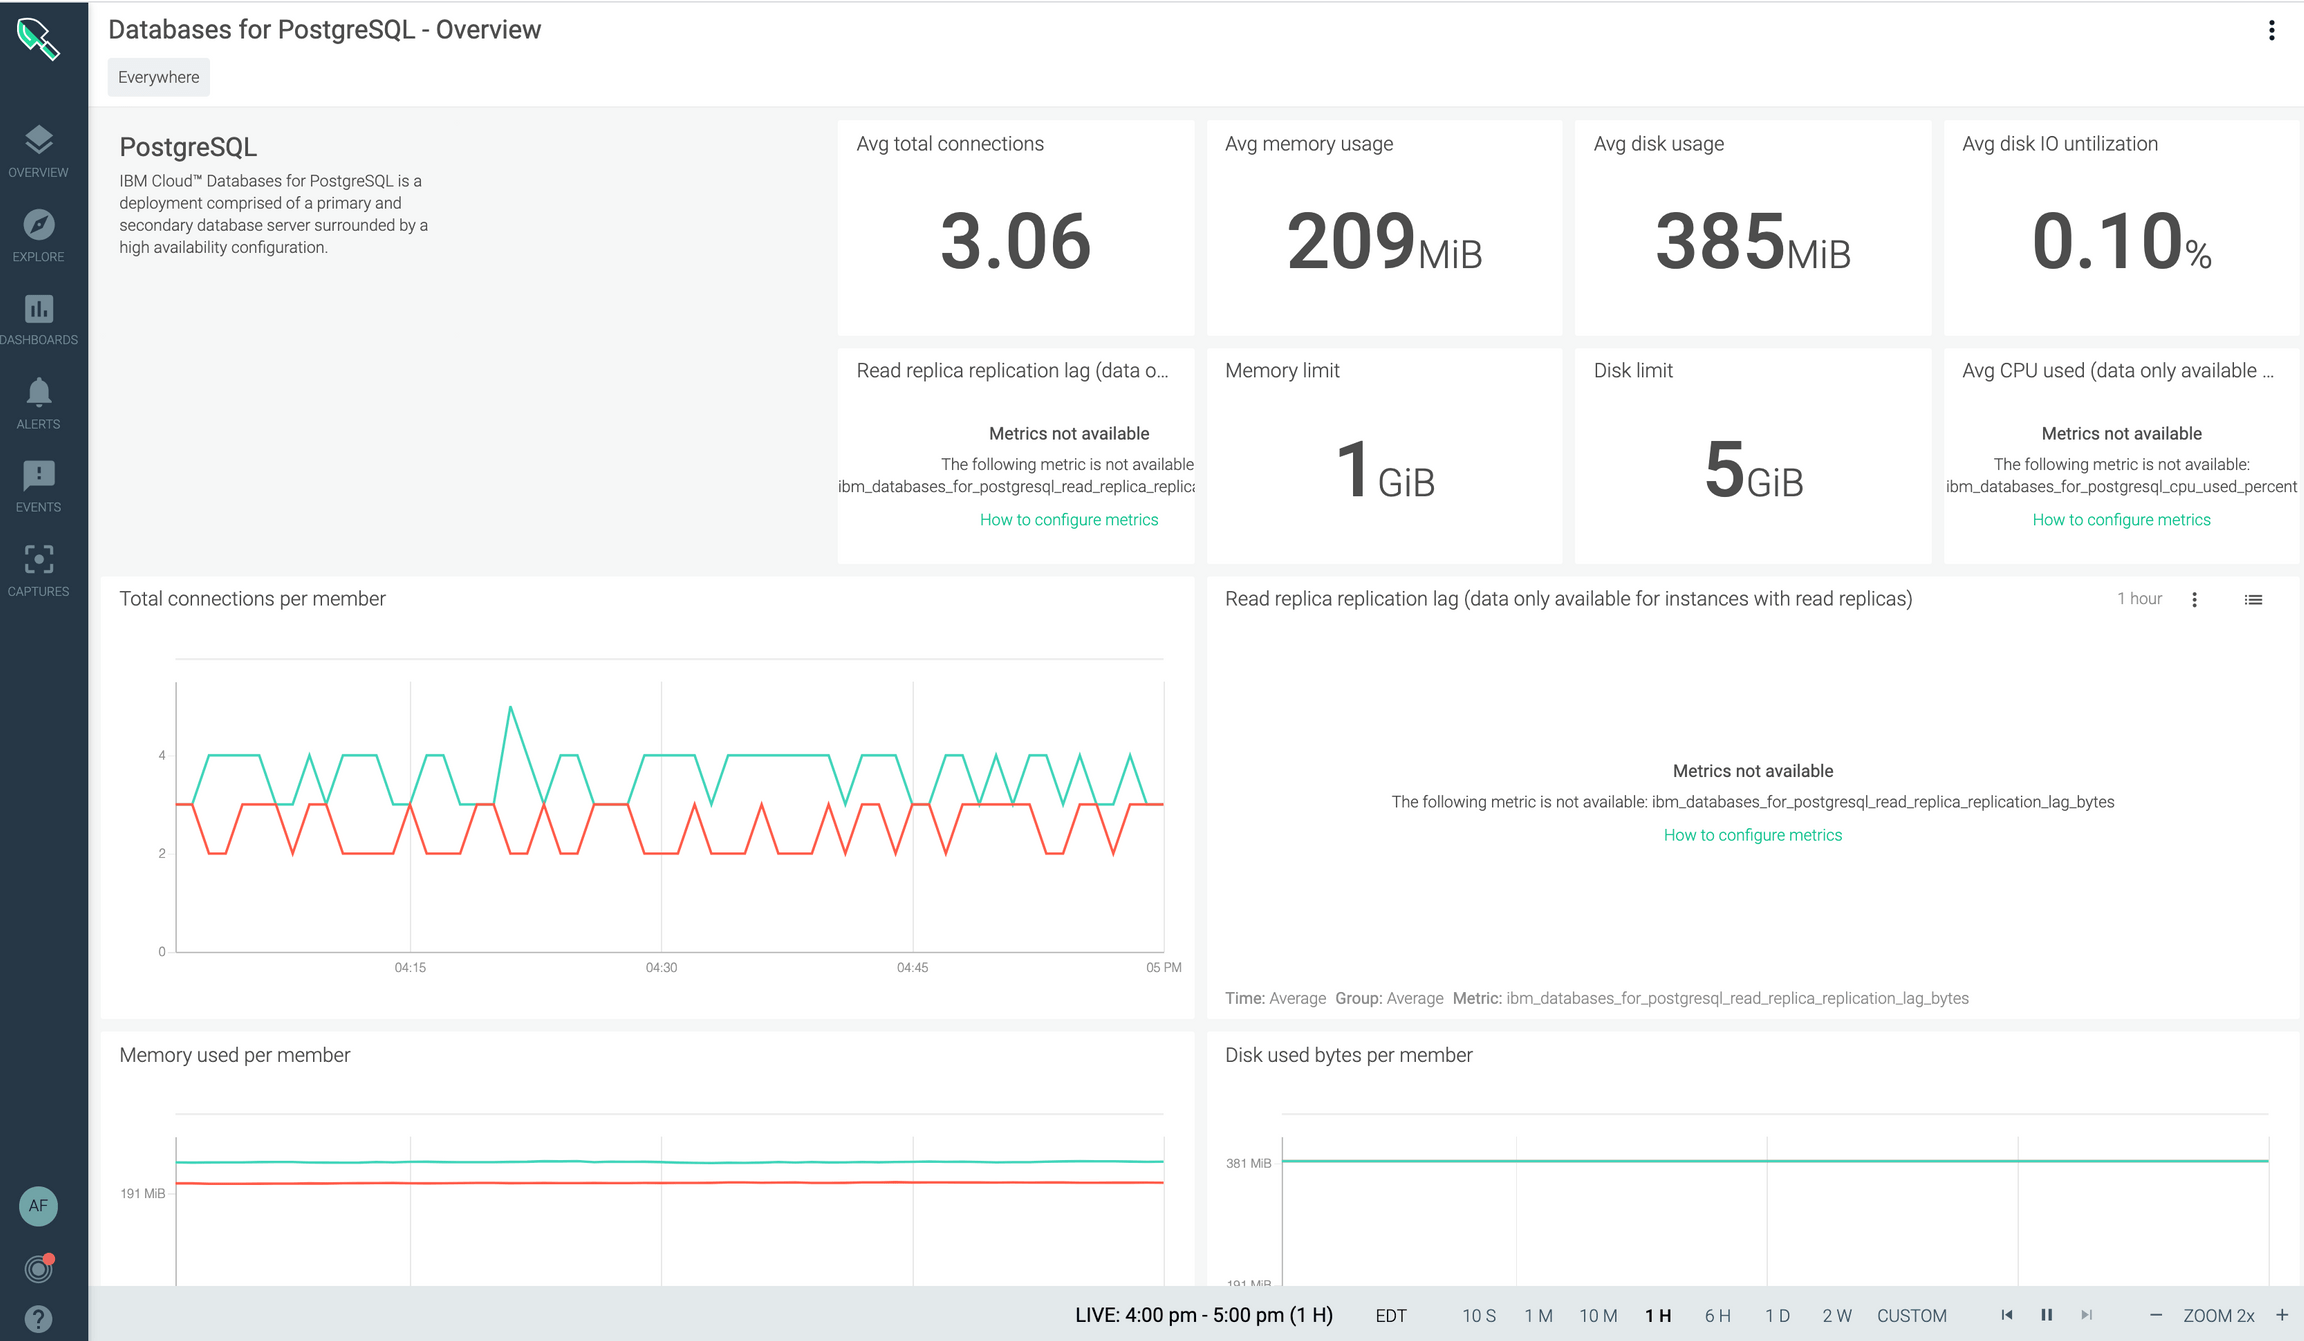 Databases for PostgreSQL - Overview
Everywhere
OVERVIEW
EXPLORE
DASHBOARDS
ALERTS
EVENTS
CAPTURES
AF
PostgreSQL
IBM Cloud™ Databases for PostgreSQL is a
deployment comprised of a primary and
secondary database server surrounded by a
high availability configuration.
Avg total connections
3.06
Avg memory usage
209MiB
Avg disk usage
385MiB
Avg disk IO untilization
0.10%
Read replica replication lag (data o...
Metrics not available
The following metric is not available
ibm_databases_for_postgresql_read_replica_replica
How to configure metrics
Memory limit
1 GiB
Disk limit
5GiB
Avg CPU used (data only available ...
Metrics not available
The following metric is not available:
ibm_databases_for_postgresql_cpu_used_percent
How to configure metrics
Total connections per member
4
2
0
04:15 04:30 04:45 05 PM
Read replica replication lag (data only available for instances with read replicas)
1 hour
Metrics not available
The following metric is not available: ibm_databases_for_postgresql_read_replica_replication_lag_bytes
How to configure metrics
Time: Average Group: Average Metric: ibm_databases_for_postgresql_read_replica_replication_lag_bytes
Memory used per member
191 MiB
Disk used bytes per member
381 MiB
191 MiB
LIVE: 4:00 pm - 5:00 pm (1 H) EDT 10 S 1 M 10 M 1 H 6 H 1 D 2 W CUSTOM − ZOOM 2x +